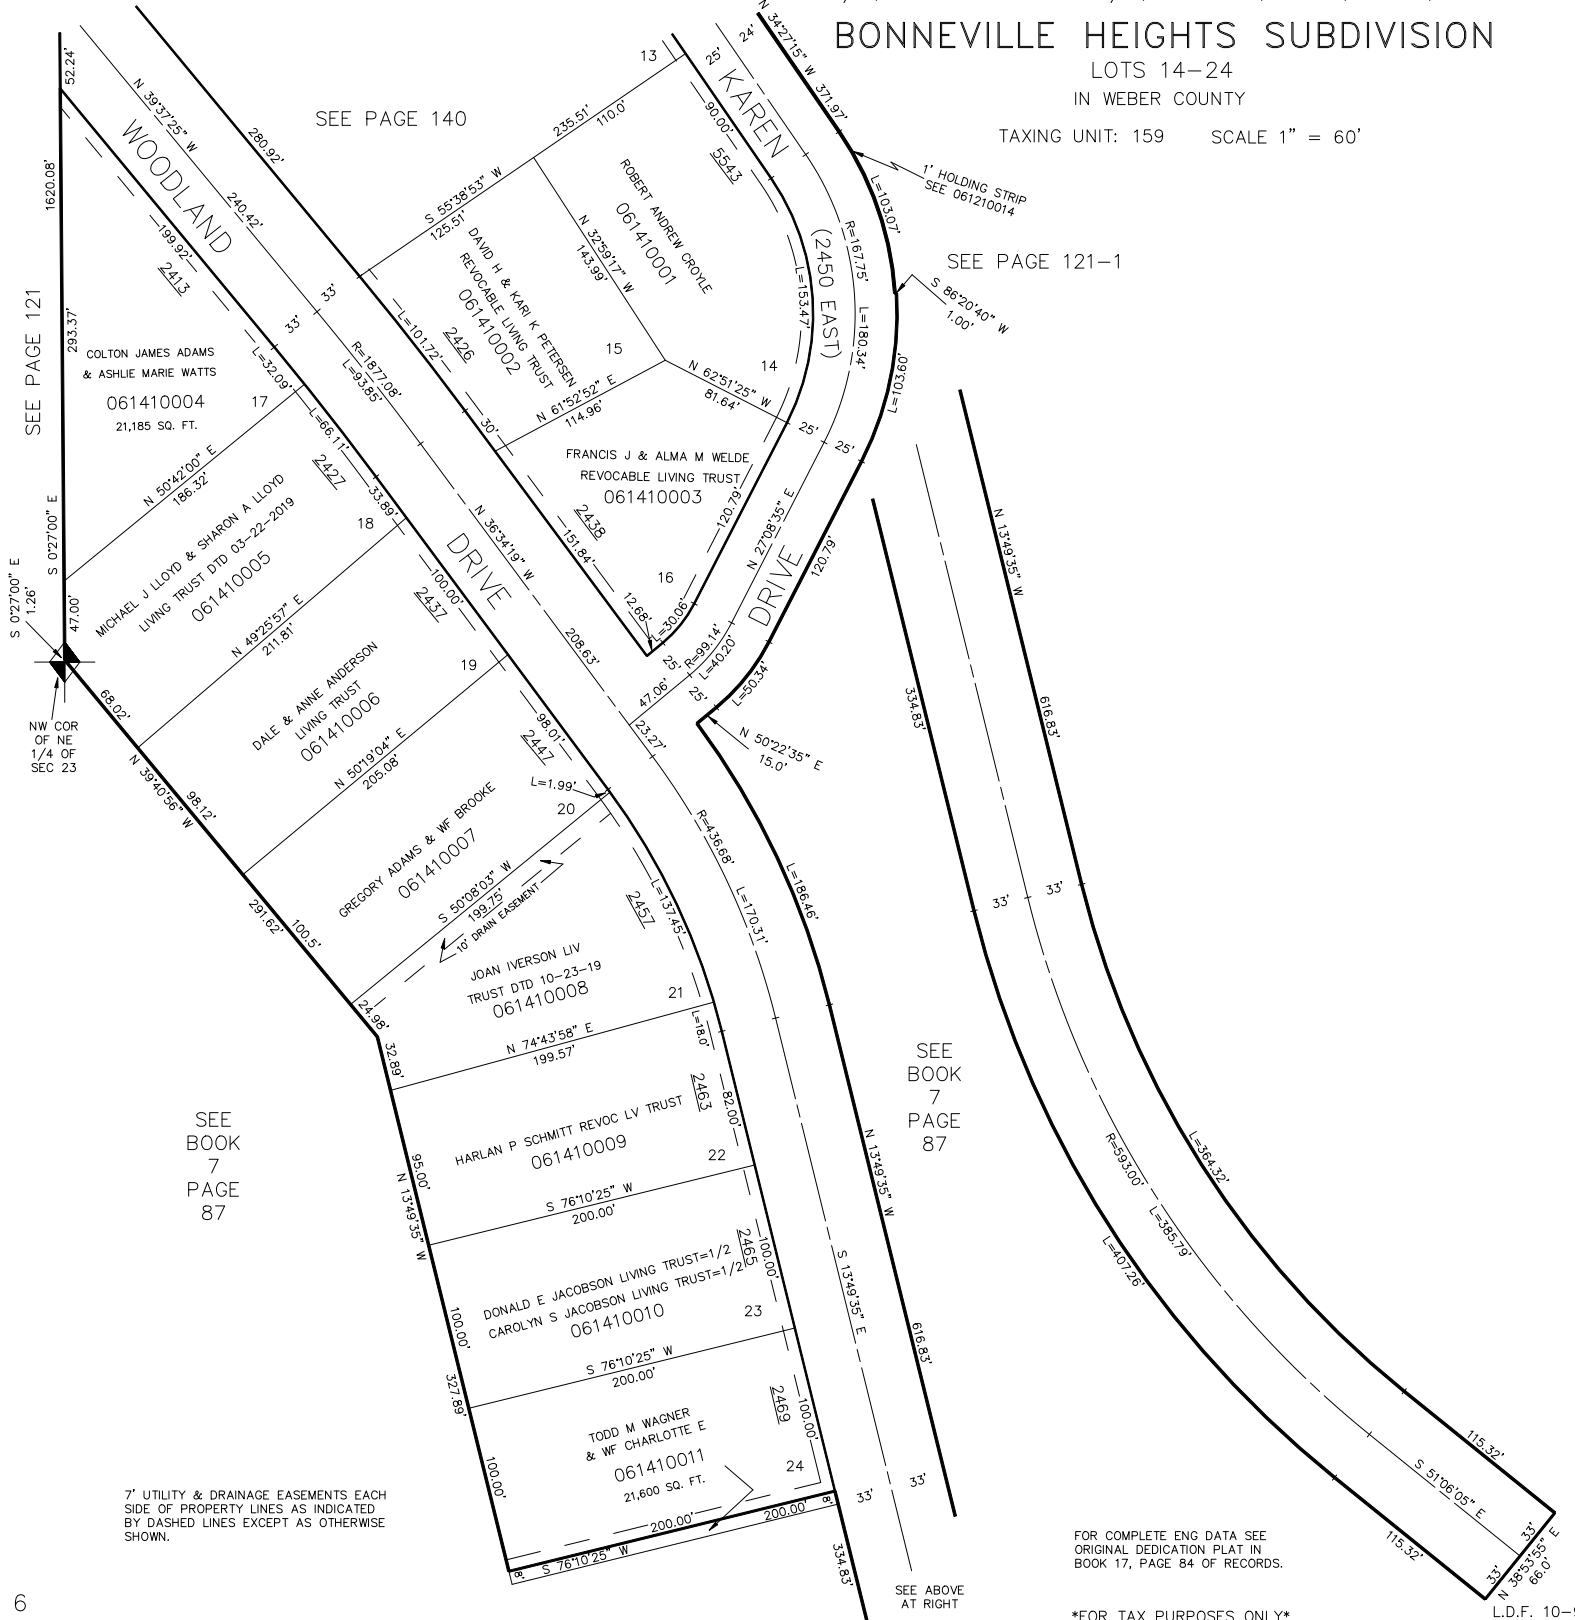 BONNEVILLE HEIGHTS SUBDIVISION
LOTS 14-24
IN WEBER COUNTY
TAXING UNIT: 159 SCALE 1" = 60'
SEE PAGE 140
SEE PAGE 121
SEE PAGE 121-1
1' HOLDING STRIP
SEE 061210014
S 86°20'40" W
1.00'
N 34°27'15" W 371.97'
L=103.07'
L=103.60'
24'
25'
KAREN
(2450 EAST)
DRIVE
R=167.75'
L=180.34'
25'
25'
N 27°08'35" E
120.79'
120.79'
R=99.14'
L=40.20'
L=50.34'
L=30.06'
12.68'
25'
25'
47.06'
N 50°22'35" E
15.0'
13
235.51'
110.0'
90.00'
5543
ROBERT ANDREW CROYLE
061410001
L=153.47'
14
N 32°59'17" W
143.99'
N 62°51'25" W
81.64'
S 55°38'53" W
125.51'
DAVID H & KARI K PETERSEN
REVOCABLE LIVING TRUST
061410002
2426
15
L=101.72'
30'
N 61°52'52" E
114.96'
FRANCIS J & ALMA M WELDE
REVOCABLE LIVING TRUST
061410003
2438
151.84'
16
52.24'
1620.08'
293.37'
S 0°27'00" E
47.00'
S 0°27'00" E
1.26'
NW COR
OF NE
1/4 OF
SEC 23
N 39°37'25" W
240.42'
280.92'
WOODLAND
DRIVE
33'
33'
R=1877.08'
L=93.85'
N 36°34'19" W
208.63'
23.27'
199.92'
2413
L=32.09'
COLTON JAMES ADAMS
& ASHLIE MARIE WATTS
061410004
21,185 SQ. FT.
17
N 50°42'00" E
186.32'
L=66.11'
33.89'
2427
MICHAEL J LLOYD & SHARON A LLOYD
LIVING TRUST DTD 03-22-2019
061410005
18
N 49°25'57" E
211.81'
68.02'
100.00'
2437
DALE & ANNE ANDERSON
LIVING TRUST
061410006
19
N 50°19'04" E
205.08'
98.12'
N 39°40'56" W
291.62'
98.01'
2447
L=1.99'
GREGORY ADAMS & WF BROOKE
061410007
20
100.5'
S 50°08'03" W
199.75'
10' DRAIN EASEMENT
24.98'
32.89'
L=137.45'
2457
JOAN IVERSON LIV
TRUST DTD 10-23-19
061410008
21
N 74°43'58" E
199.57'
R=436.68'
L=170.31'
L=186.46'
L=18.0'
82.00'
2463
HARLAN P SCHMITT REVOC LV TRUST
061410009
22
95.00'
N 13°49'35" W
S 76°10'25" W
200.00'
DONALD E JACOBSON LIVING TRUST=1/2
CAROLYN S JACOBSON LIVING TRUST=1/2
061410010
2465
100.00'
23
100.00'
327.89'
S 76°10'25" W
200.00'
TODD M WAGNER
& WF CHARLOTTE E
061410011
21,600 SQ. FT.
2469
100.00'
24
100.00'
200.00'
200.00'
8'
8'
S 76°10'25" W
334.83'
33'
33'
S 13°49'35" E
N 13°49'35" W
616.83'
SEE
BOOK
7
PAGE
87
SEE
BOOK
7
PAGE
87
SEE ABOVE
AT RIGHT
N 13°49'35" W
616.83'
334.83'
33'
33'
R=593.00'
L=385.79'
L=364.32'
L=407.26'
115.32'
S 51°06'05" E
115.32'
33'
33'
N 38°53'55" E
66.0'
7' UTILITY & DRAINAGE EASEMENTS EACH
SIDE OF PROPERTY LINES AS INDICATED
BY DASHED LINES EXCEPT AS OTHERWISE
SHOWN.
FOR COMPLETE ENG DATA SEE
ORIGINAL DEDICATION PLAT IN
BOOK 17, PAGE 84 OF RECORDS.
*FOR TAX PURPOSES ONLY*
L.D.F. 10-
6